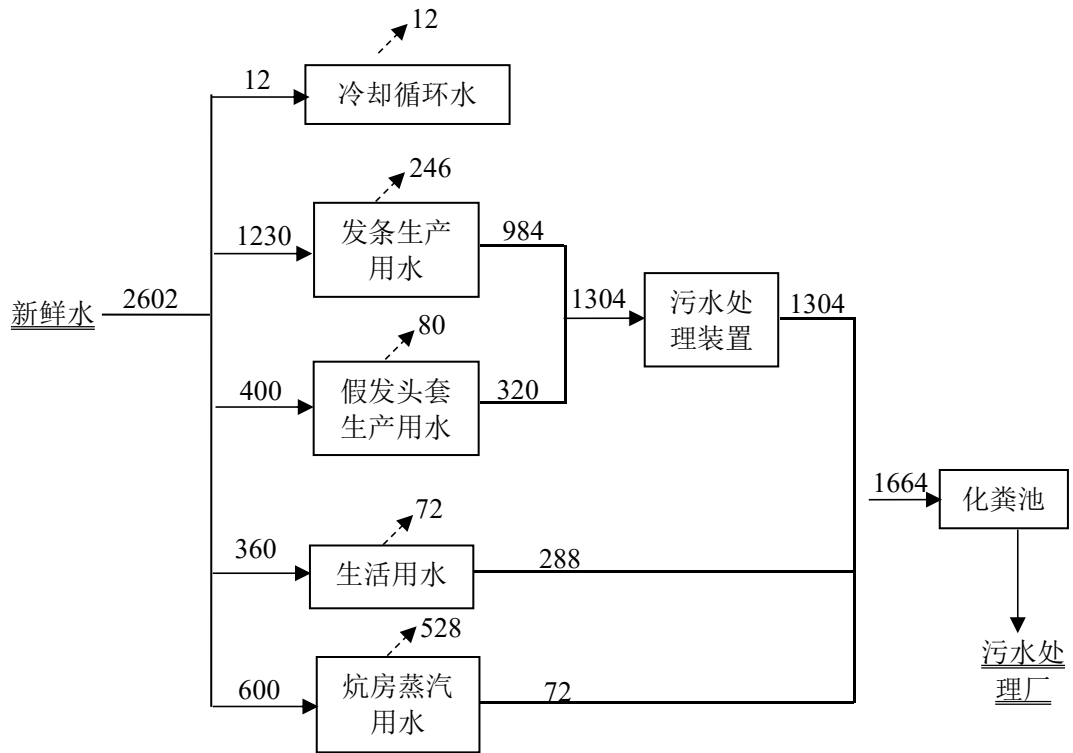 12
12
冷却循环水
246
1230
发条生产
用水
984
新鲜水
2602
80
1304
污水处
理装置
1304
400
假发头套
生产用水
320
72
1664
化粪池
360
生活用水
288
528
污水处
理厂
600
炕房蒸汽
用水
72